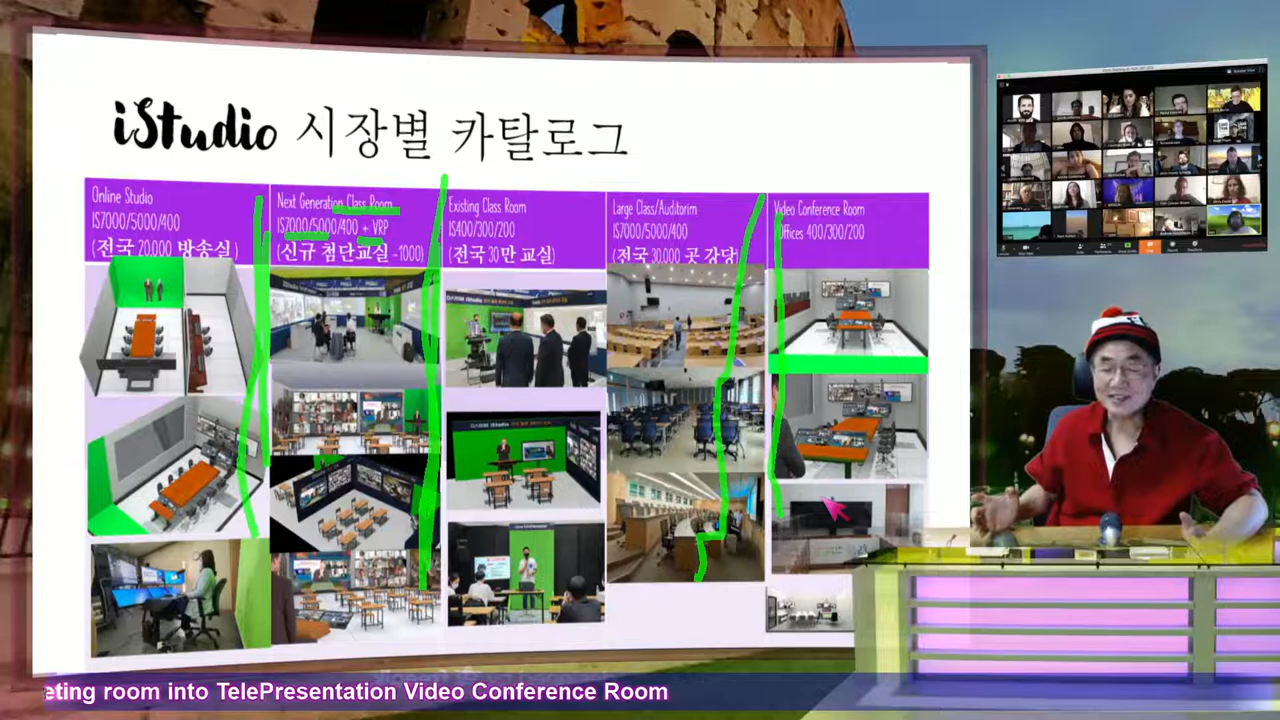 iStudio 시장별 카탈로그
Online Studio
IS7000/5000/400
(전국 20,000 방송실)
Next Generation Class Room
IS7000/5000/400 + VRP
(신규 첨단교실 ~1000)
Existing Class Room
IS400/300/200
(전국 30만 교실)
Large Class/Auditorim
IS7000/5000/400
(전국 30,000 곳 강당)
Video Conference Room
Offices 400/300/200
eting room into TelePresentation Video Conference Room